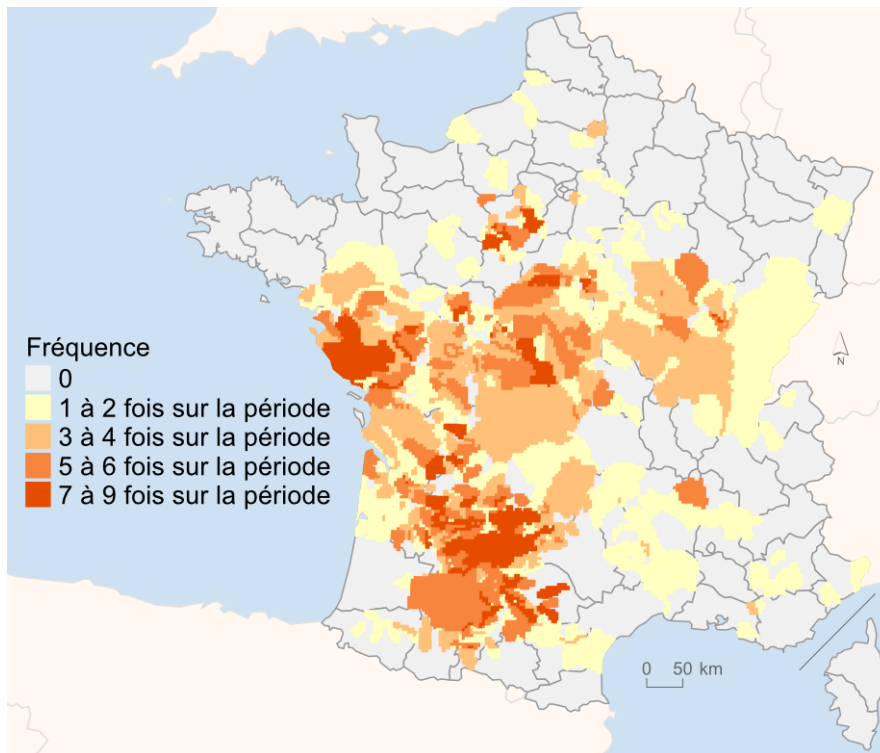 N
Fréquence
0
1 à 2 fois sur la période
3 à 4 fois sur la période
5 à 6 fois sur la période
7 à 9 fois sur la période
0 50 km